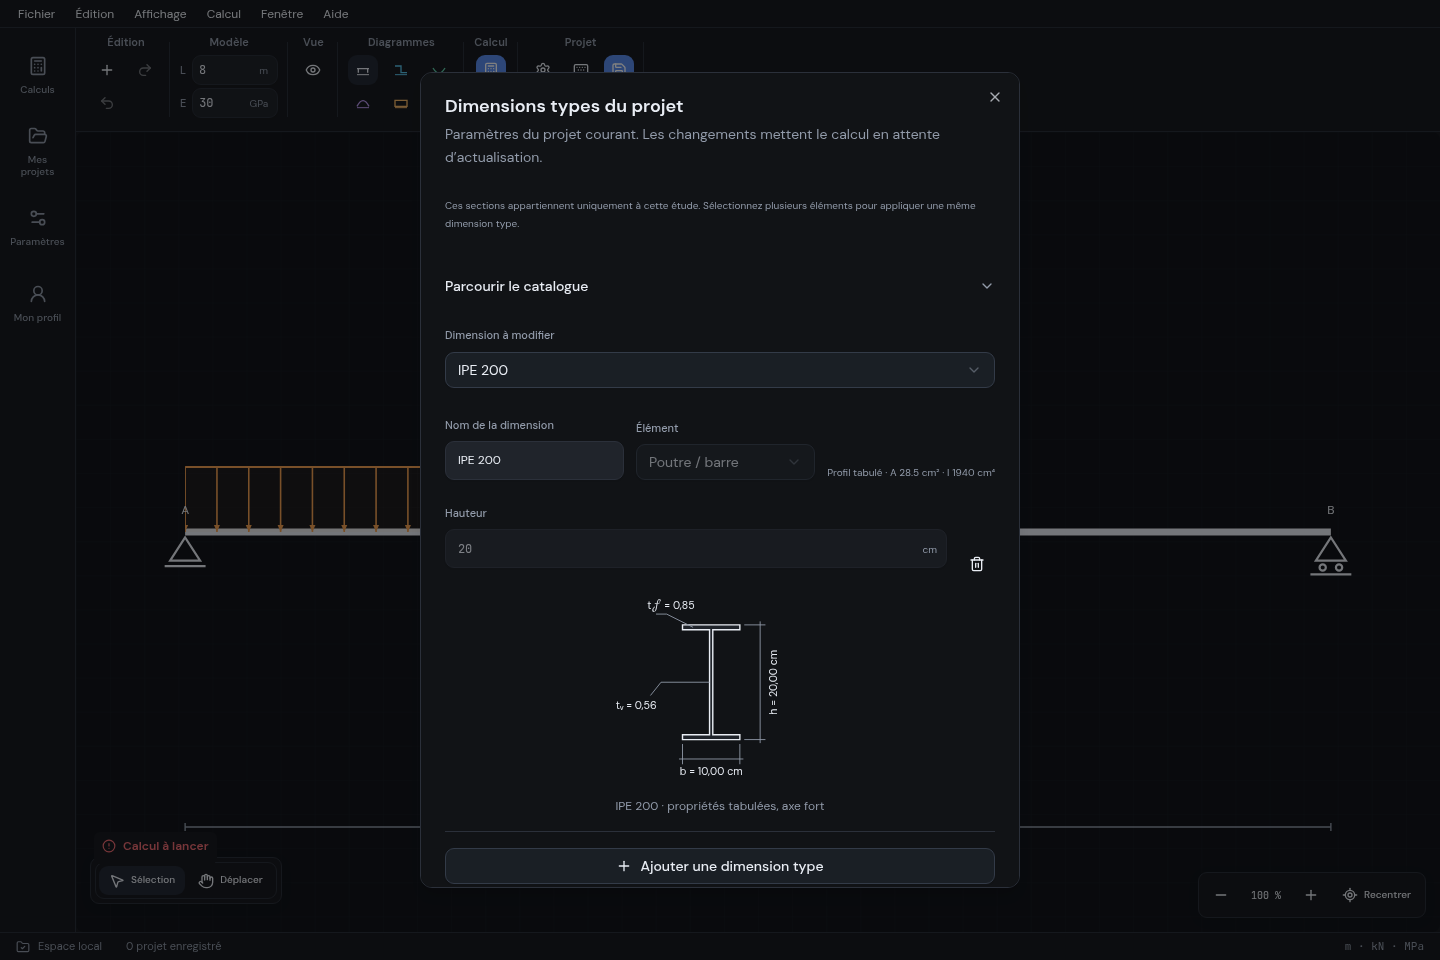 Fichier Édition Affichage Calcul Fenêtre Aide
Édition Modèle Vue Diagrammes Calcul Projet
L 8 m
E 30 GPa
Calculs
Mes
projets
Paramètres
Mon profil
Dimensions types du projet
Paramètres du projet courant. Les changements mettent le calcul en attente
d’actualisation.
Ces sections appartiennent uniquement à cette étude. Sélectionnez plusieurs éléments pour appliquer une même
dimension type.
Parcourir le catalogue
Dimension à modifier
IPE 200
Nom de la dimension
IPE 200
Élément
Poutre / barre
Profil tabulé · A 28.5 cm² · I 1940 cm⁴
Hauteur
20 cm
tf = 0,85
tᵥ = 0,56
h = 20,00 cm
b = 10,00 cm
IPE 200 · propriétés tabulées, axe fort
Ajouter une dimension type
A
B
Calcul à lancer
Sélection Déplacer
100 % Recentrer
Espace local 0 projet enregistré m · kN · MPa